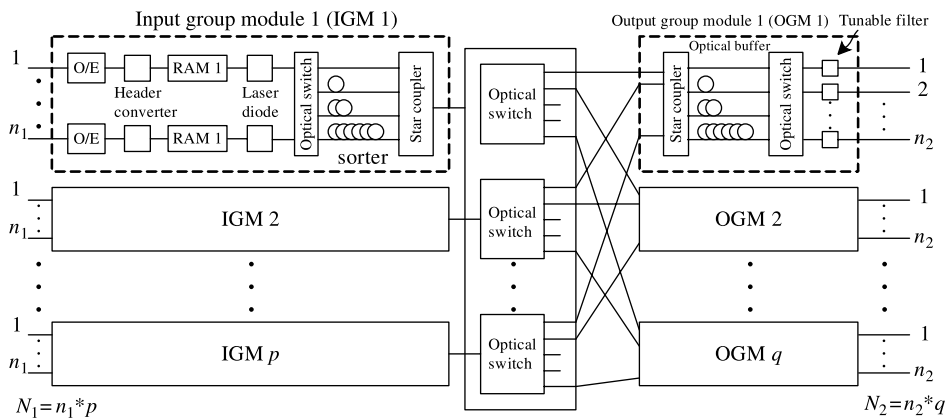 Input group module 1 (IGM 1)
Output group module 1 (OGM 1)
Tunable filter
Optical buffer
1
O/E
RAM 1
Header
converter
Laser
diode
Optical switch
Star coupler
n1
O/E
RAM 1
sorter
Optical
switch
Star coupler
Optical switch
1
2
n2
1
n1
IGM 2
Optical
switch
OGM 2
1
n2
1
n1
IGM p
Optical
switch
OGM q
1
n2
N1=n1*p
N2=n2*q